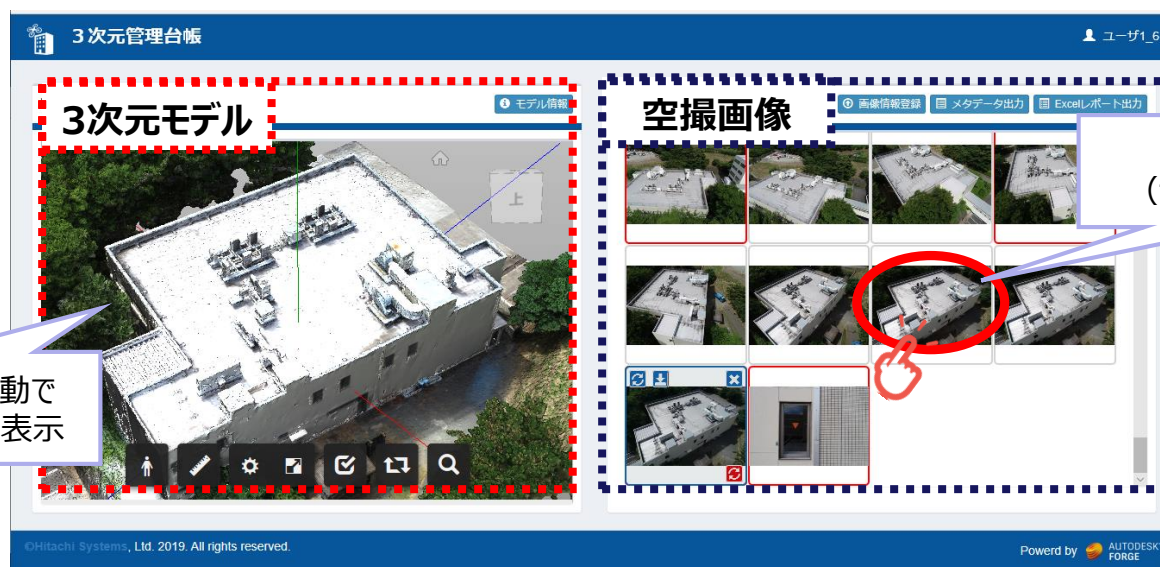 3次元管理台帳
ユーザ1_6
3次元モデル
モデル情報
空撮画像
画像情報登録
メタデータ出力
Excelレポート出力
上
(
動で
表示
©Hitachi Systems, Ltd. 2019. All rights reserved.
Powerd by AUTODESK
FORGE